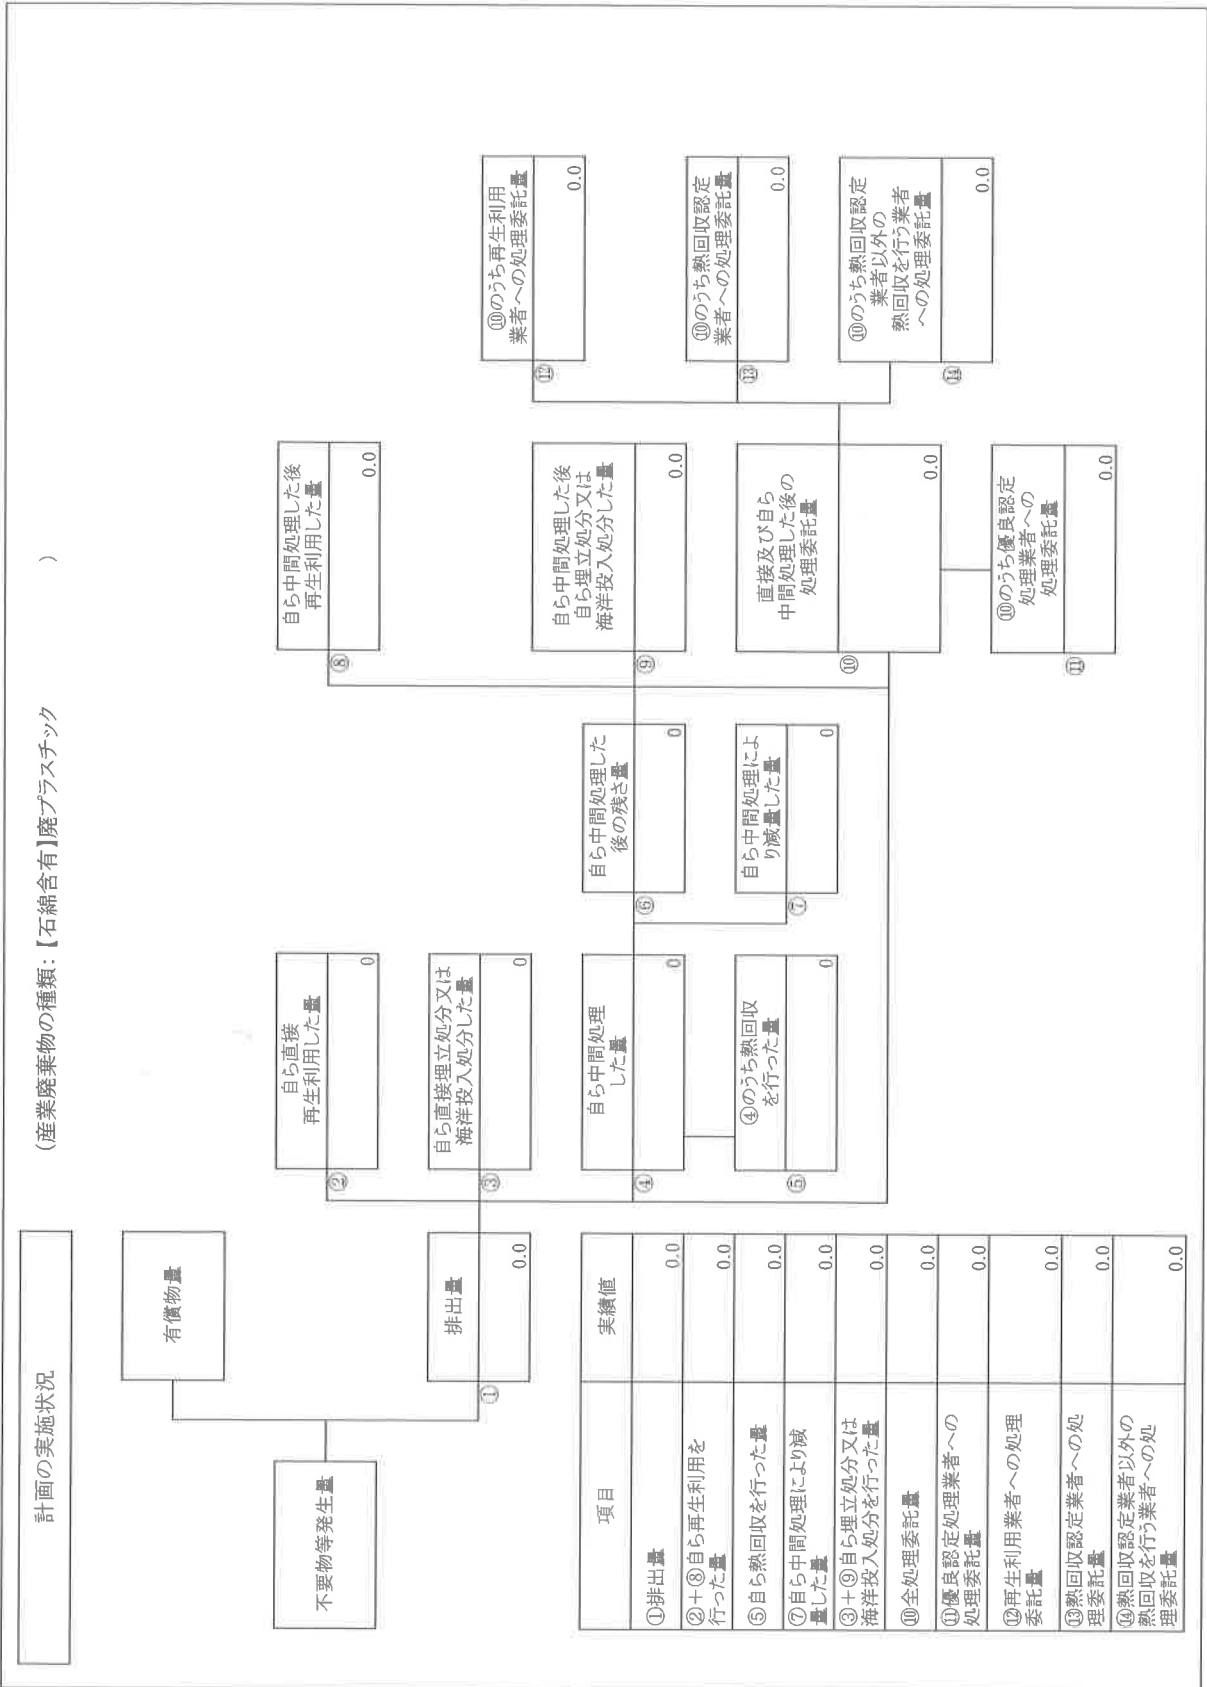 計画の実施状況
(産業廃棄物の種類:【石綿含有】廃プラスチック )
不要物等発生量
有償物量
①
排出量
0.0
②
自ら直接
再生利用した量
0
③
自ら直接埋立処分又は
海洋投入処分した量
0
④
自ら中間処理
した量
0
⑤
④のうち熱回収
を行った量
0
⑥
自ら中間処理した
後の残さ量
0
⑦
自ら中間処理によ
り減量した量
0
⑧
自ら中間処理した後
再生利用した量
0.0
⑨
自ら中間処理した後
自ら埋立処分又は
海洋投入処分した量
0.0
⑩
直接及び自ら
中間処理した後の
処理委託量
0.0
⑪
⑩のうち優良認定
処理業者への
処理委託量
0.0
⑫
⑩のうち再生利用
業者への処理委託量
0.0
⑬
⑩のうち熱回収認定
業者への処理委託量
0.0
⑭
⑩のうち熱回収認定
業者以外の
熱回収を行う業者
への処理委託量
0.0
項目 実績値
①排出量 0.0
②+⑧自ら再生利用を
行った量 0.0
⑤自ら熱回収を行った量 0.0
⑦自ら中間処理により減
量した量 0.0
③+⑨自ら埋立処分又は
海洋投入処分を行った量 0.0
⑩全処理委託量 0.0
⑪優良認定処理業者への
処理委託量 0.0
⑫再生利用業者への処理
委託量 0.0
⑬熱回収認定業者への処
理委託量 0.0
⑭熱回収認定業者以外の
熱回収を行う業者への処
理委託量 0.0